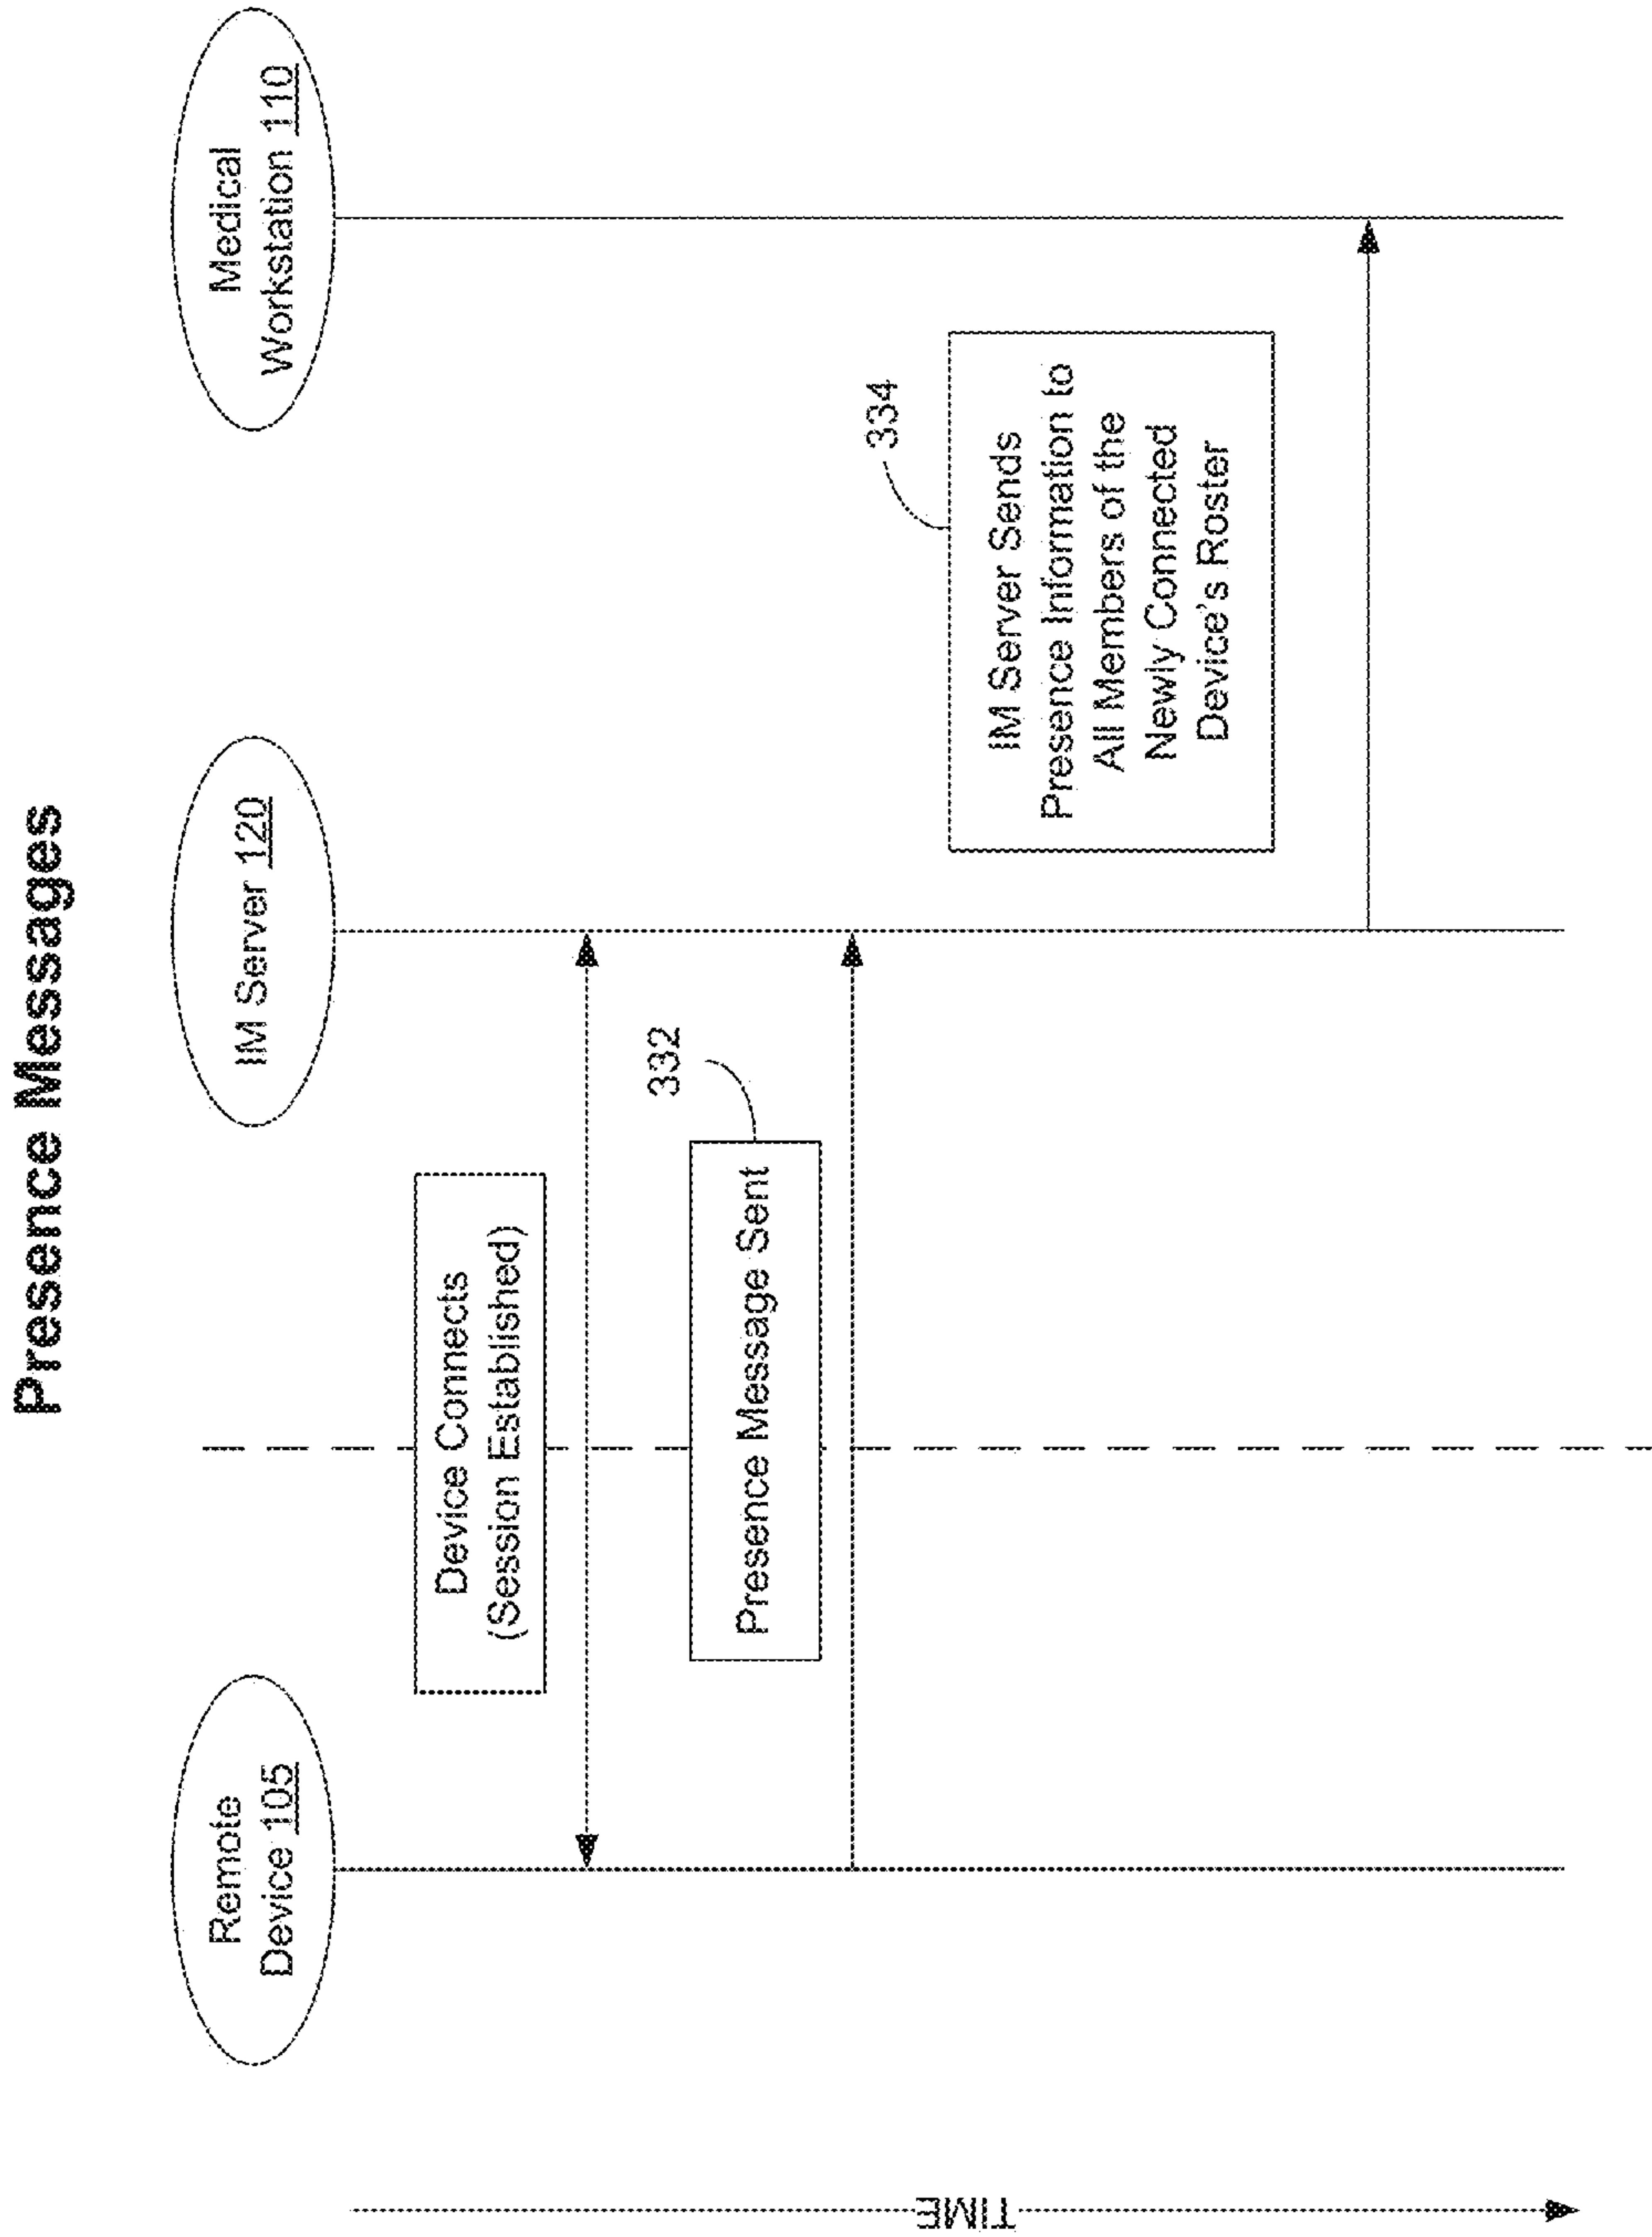 Presence Messages
Remote
Device 105
IM Server 120
Medical
Workstation 110
Device Connects
(Session Established)
332
Presence Message Sent
334
IM Server Sends
Presence Information to
All Members of the
Newly Connected
Device's Roster
TIME